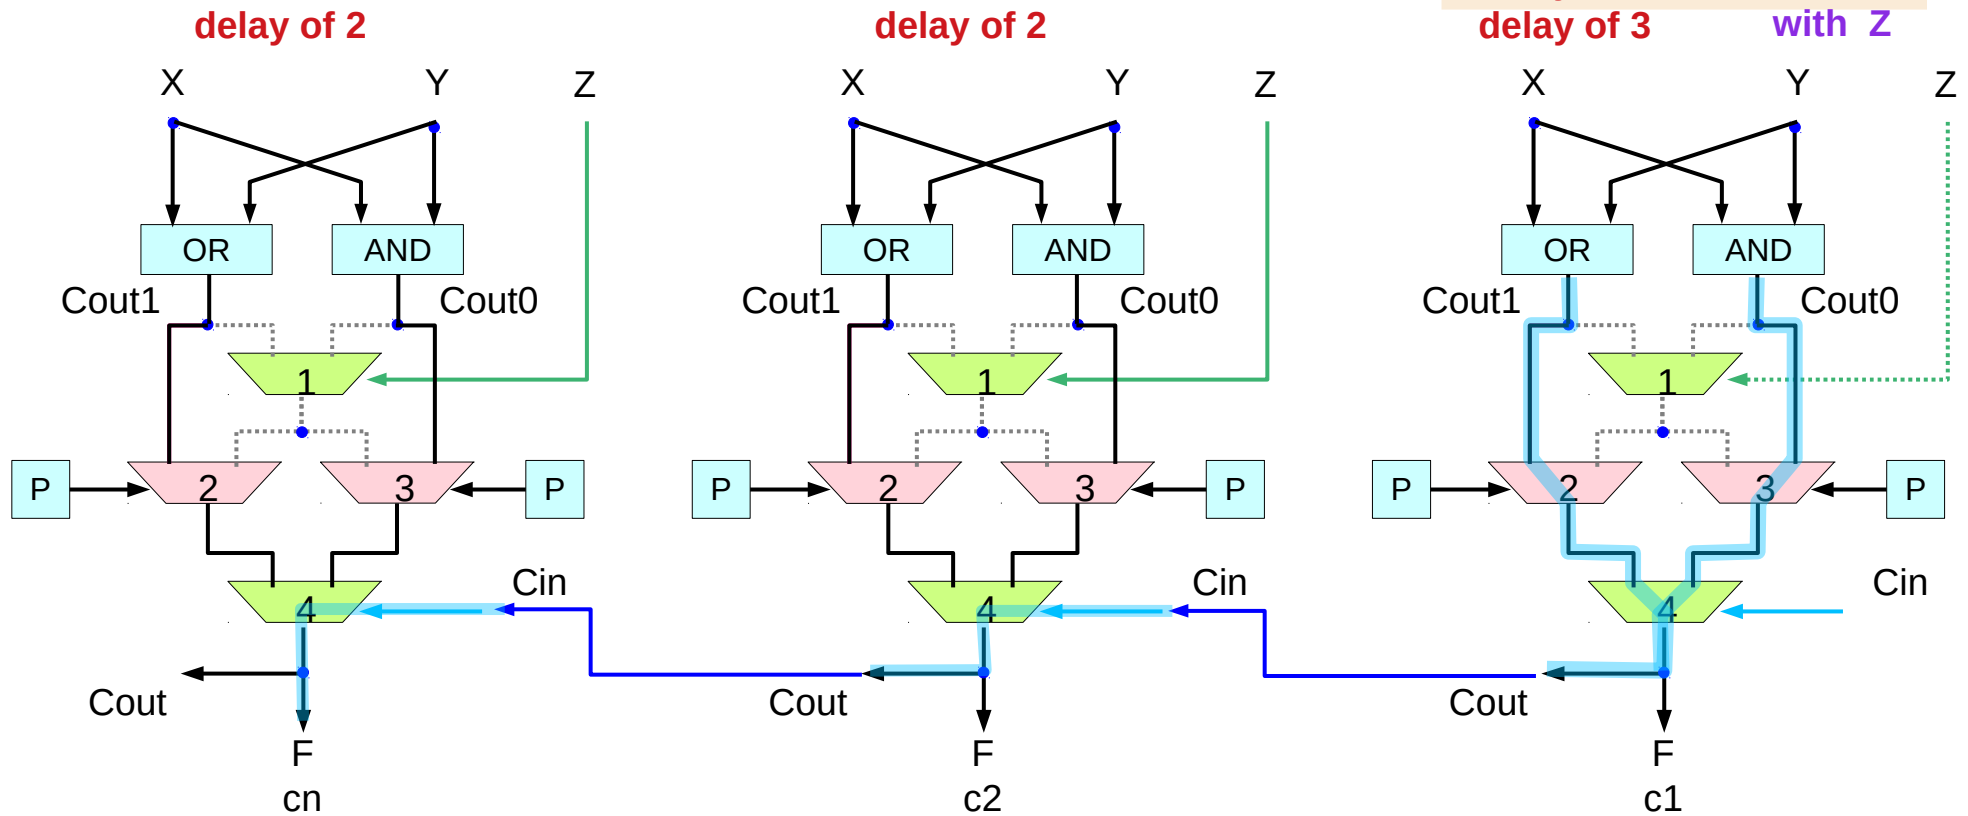 delay of 2 delay of 2 delay of 3 with Z
X Y Z X Y Z X Y Z
OR AND OR AND OR AND
Cout1 Cout0 Cout1 Cout0 Cout1 Cout0
1 1 1
P 2 3 P P 2 3 P P 2 3 P
Cin Cin Cin
4 4 4
Cout Cout Cout
F F F
cn c2 c1